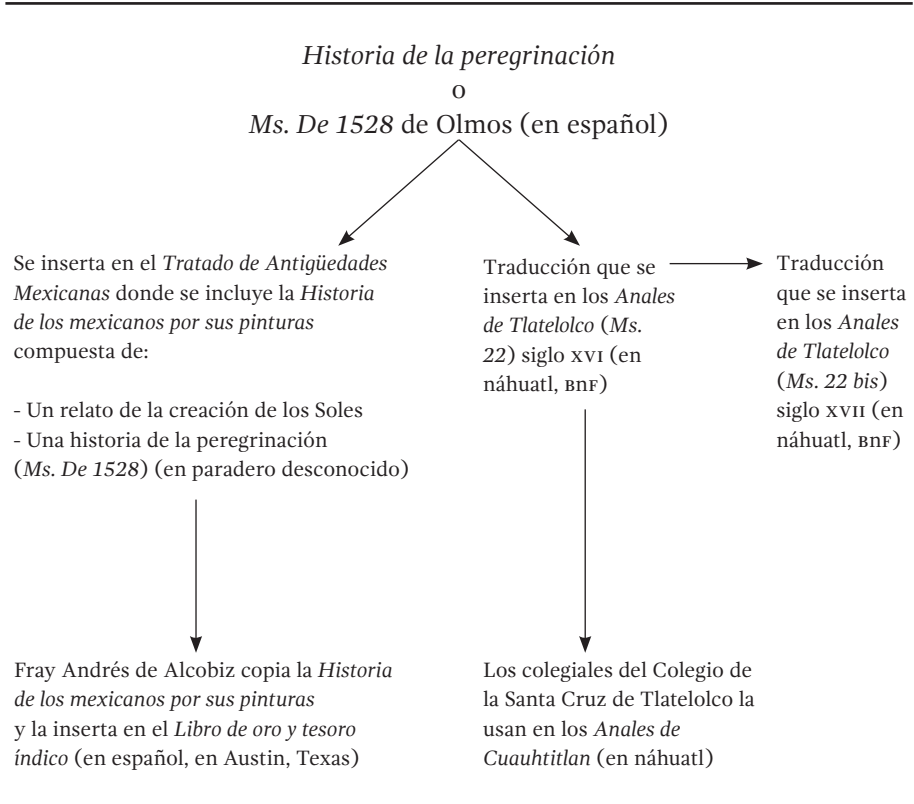 Historia de la peregrinación
o
Ms. De 1528 de Olmos (en español)
Se inserta en el Tratado de Antigüedades
Mexicanas donde se incluye la Historia
de los mexicanos por sus pinturas
compuesta de:
- Un relato de la creación de los Soles
- Una historia de la peregrinación
(Ms. De 1528) (en paradero desconocido)
Traducción que se
inserta en los Anales
de Tlatelolco (Ms.
22) siglo XVI (en
náhuatl, BNF)
Traducción
que se inserta
en los Anales
de Tlatelolco
(Ms. 22 bis)
siglo XVII (en
náhuatl, BNF)
Fray Andrés de Alcobiz copia la Historia
de los mexicanos por sus pinturas
y la inserta en el Libro de oro y tesoro
índico (en español, en Austin, Texas)
Los colegiales del Colegio de
la Santa Cruz de Tlatelolco la
usan en los Anales de
Cuauhtitlan (en náhuatl)